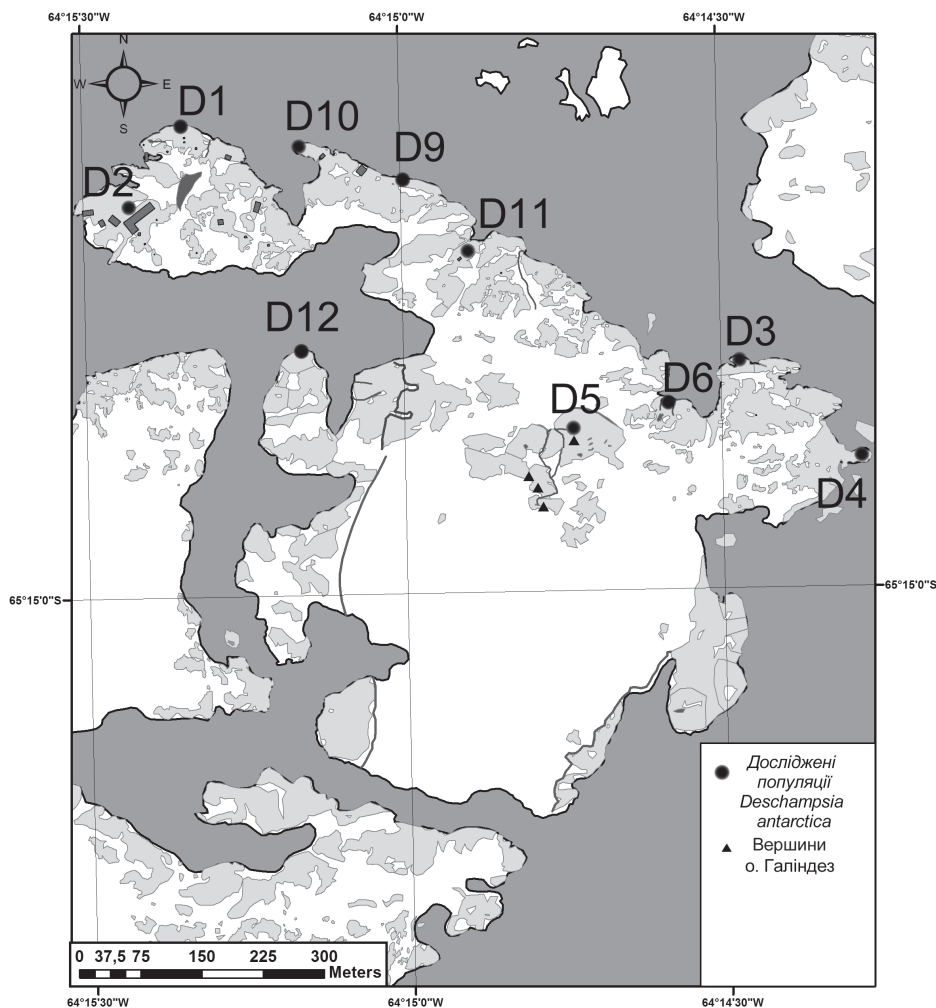 64°15'30"W 64°15'0"W 64°14'30"W
N
W E
S
D1
D10
D9
D2
D11
D12
D3
D6
D5
D4
65°15'0"S 65°15'0"S
Досліджені
популяції
Deschampsia
antarctica
Вершини
о. Галіндез
0 37,5 75 150 225 300
Meters
64°15'30"W 64°15'0"W 64°14'30"W